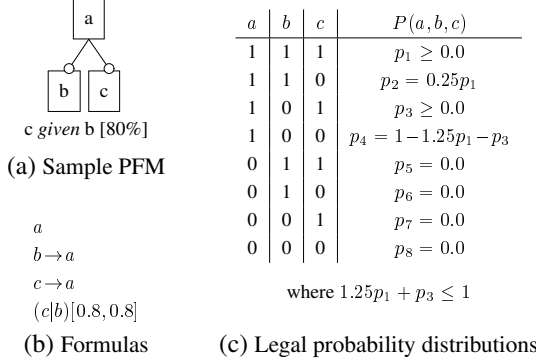 a
b
c
c given b [80%]
(a) Sample PFM
a
b → a
c → a
(c|b)[0.8, 0.8]
(b) Formulas
a b c P(a, b, c)
1 1 1 p₁ ≥ 0.0
1 1 0 p₂ = 0.25p₁
1 0 1 p₃ ≥ 0.0
1 0 0 p₄ = 1−1.25p₁−p₃
0 1 1 p₅ = 0.0
0 1 0 p₆ = 0.0
0 0 1 p₇ = 0.0
0 0 0 p₈ = 0.0
where 1.25p₁ + p₃ ≤ 1
(c) Legal probability distributions